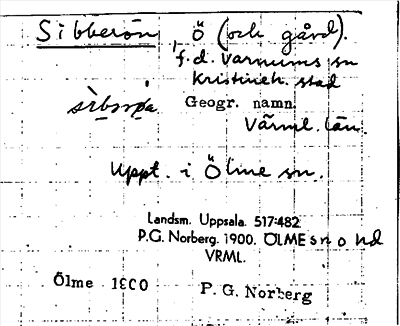 Sibberön, ö (och gård).
f.d. Varnums sn
Kristineh. stad
Geogr. namn.
Värml. län.
Uppt. i Ölme sn.
Landsm. Uppsala. 517:482
P.G. Norberg. 1900. ÖLME sn o hd
VRML.
Ölme 1900
P. G. Norberg